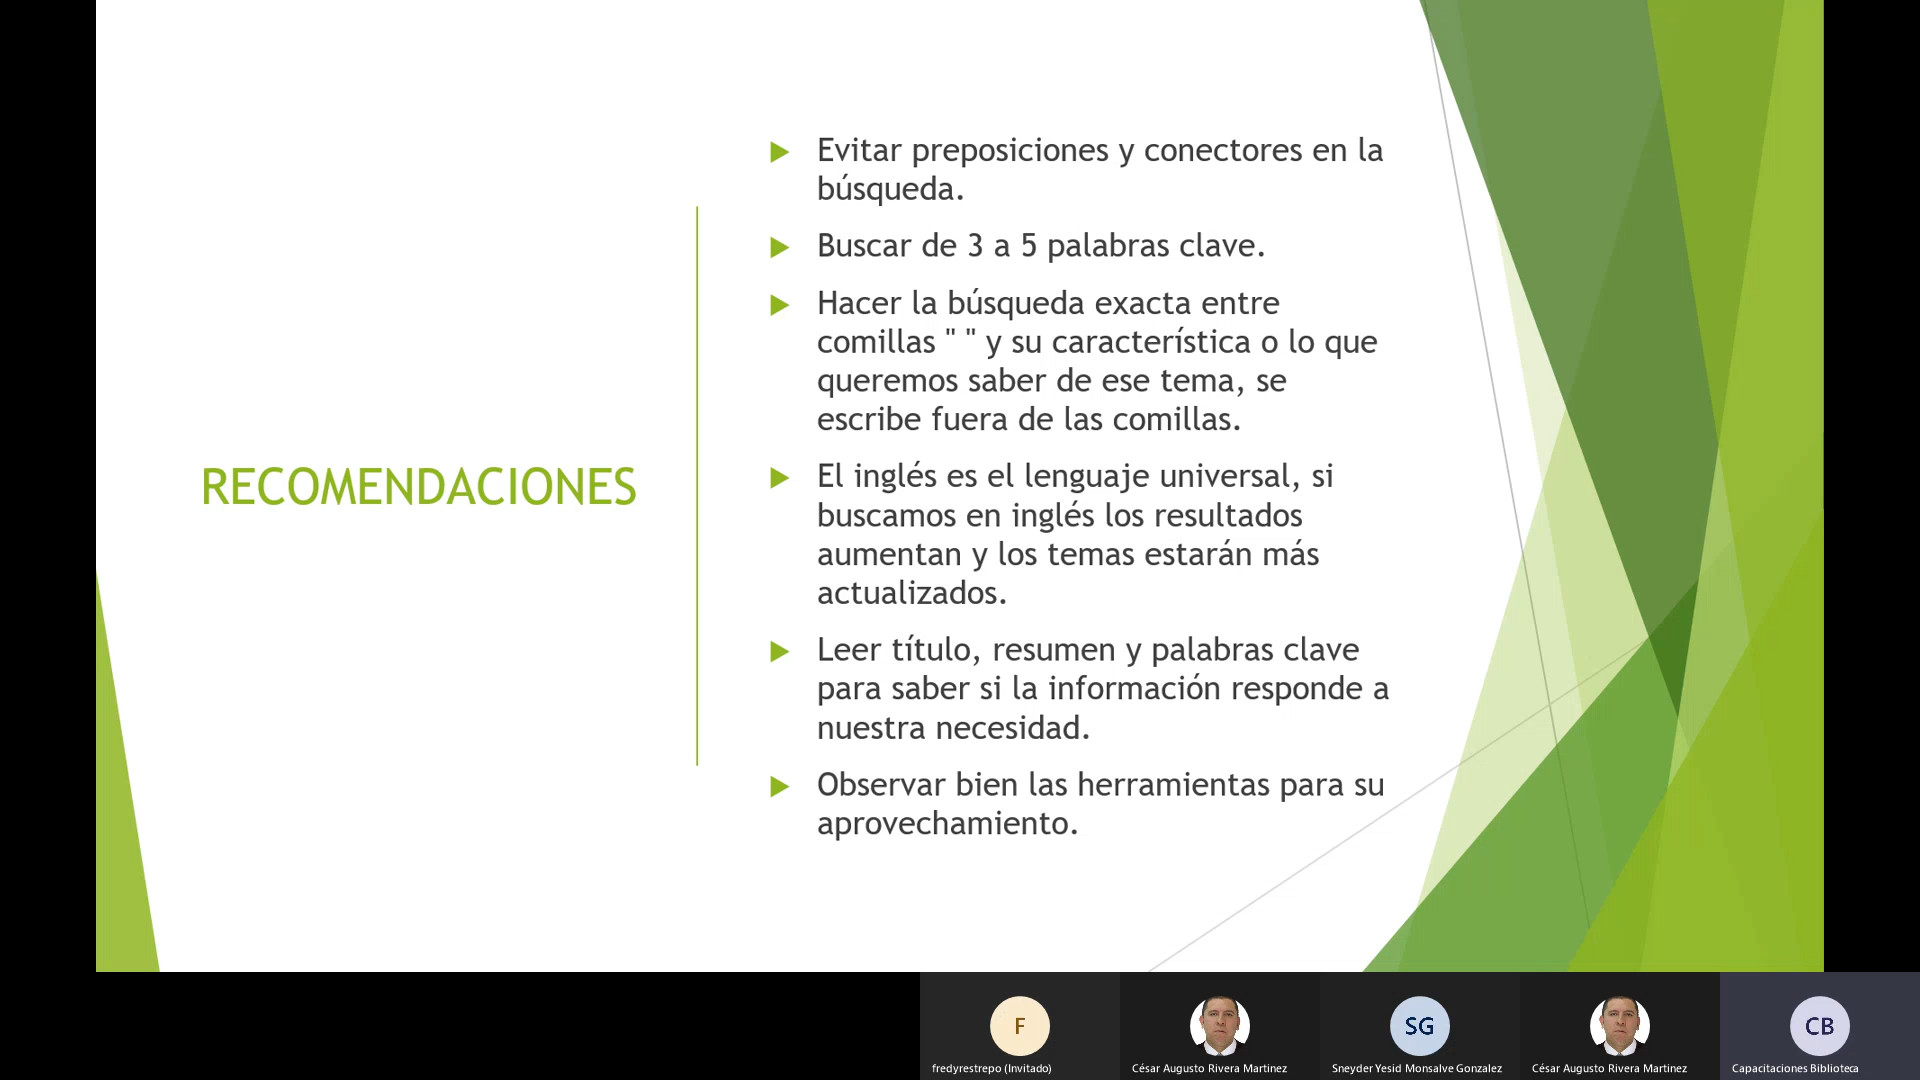 RECOMENDACIONES
Evitar preposiciones y conectores en la
búsqueda.
Buscar de 3 a 5 palabras clave.
Hacer la búsqueda exacta entre
comillas " " y su característica o lo que
queremos saber de ese tema, se
escribe fuera de las comillas.
El inglés es el lenguaje universal, si
buscamos en inglés los resultados
aumentan y los temas estarán más
actualizados.
Leer título, resumen y palabras clave
para saber si la información responde a
nuestra necesidad.
Observar bien las herramientas para su
aprovechamiento.
F
SG
CB
fredyrestrepo (Invitado)
César Augusto Rivera Martinez
Sneyder Yesid Monsalve Gonzalez
César Augusto Rivera Martinez
Capacitaciones Biblioteca